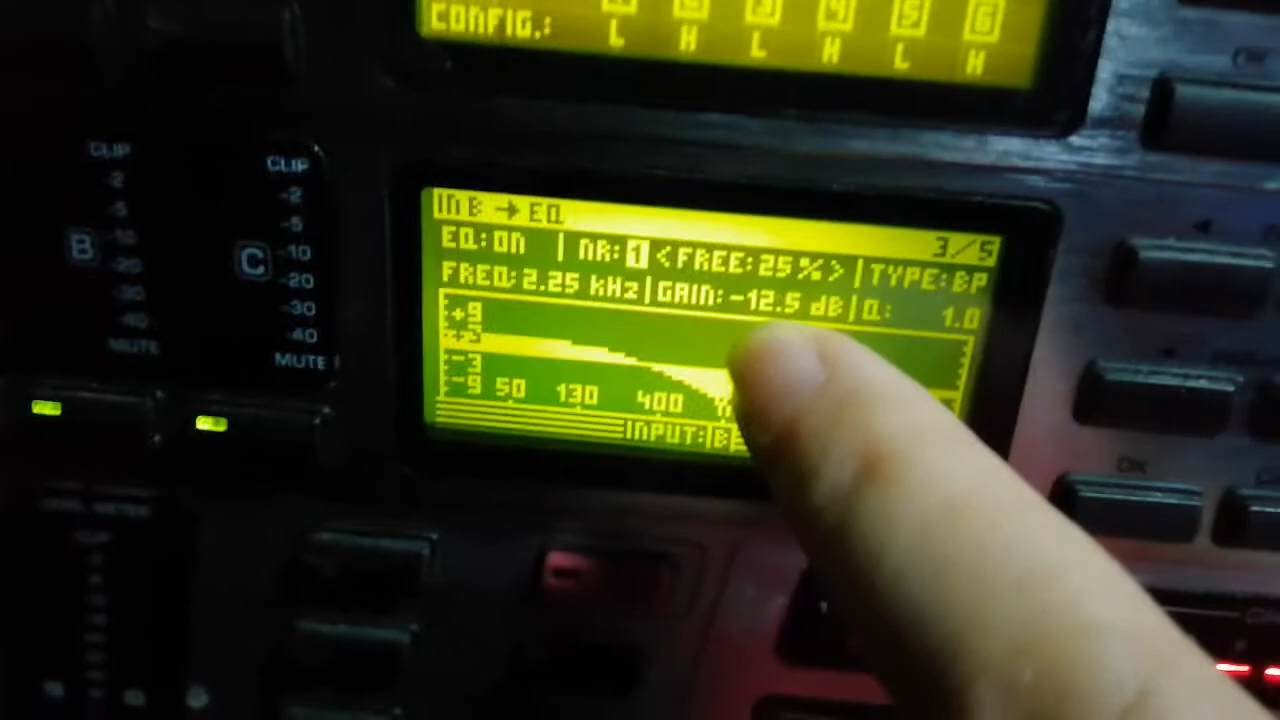 CONFIG.:
L H L H L H
CLIP CLIP
-2 -2
-5 -5
-10 -10
-20 -20
-30 -30
-40 -40
MUTE MUTE
B C
IN B → EQ 3/5
EQ:ON | NR:1 <FREE:25%> |TYPE:BP
FREQ:2.25 kHz|GAIN:-12.5 dB|Q: 1.0
+9
+3
-3
-9 50 130 400
INPUT:B
OK